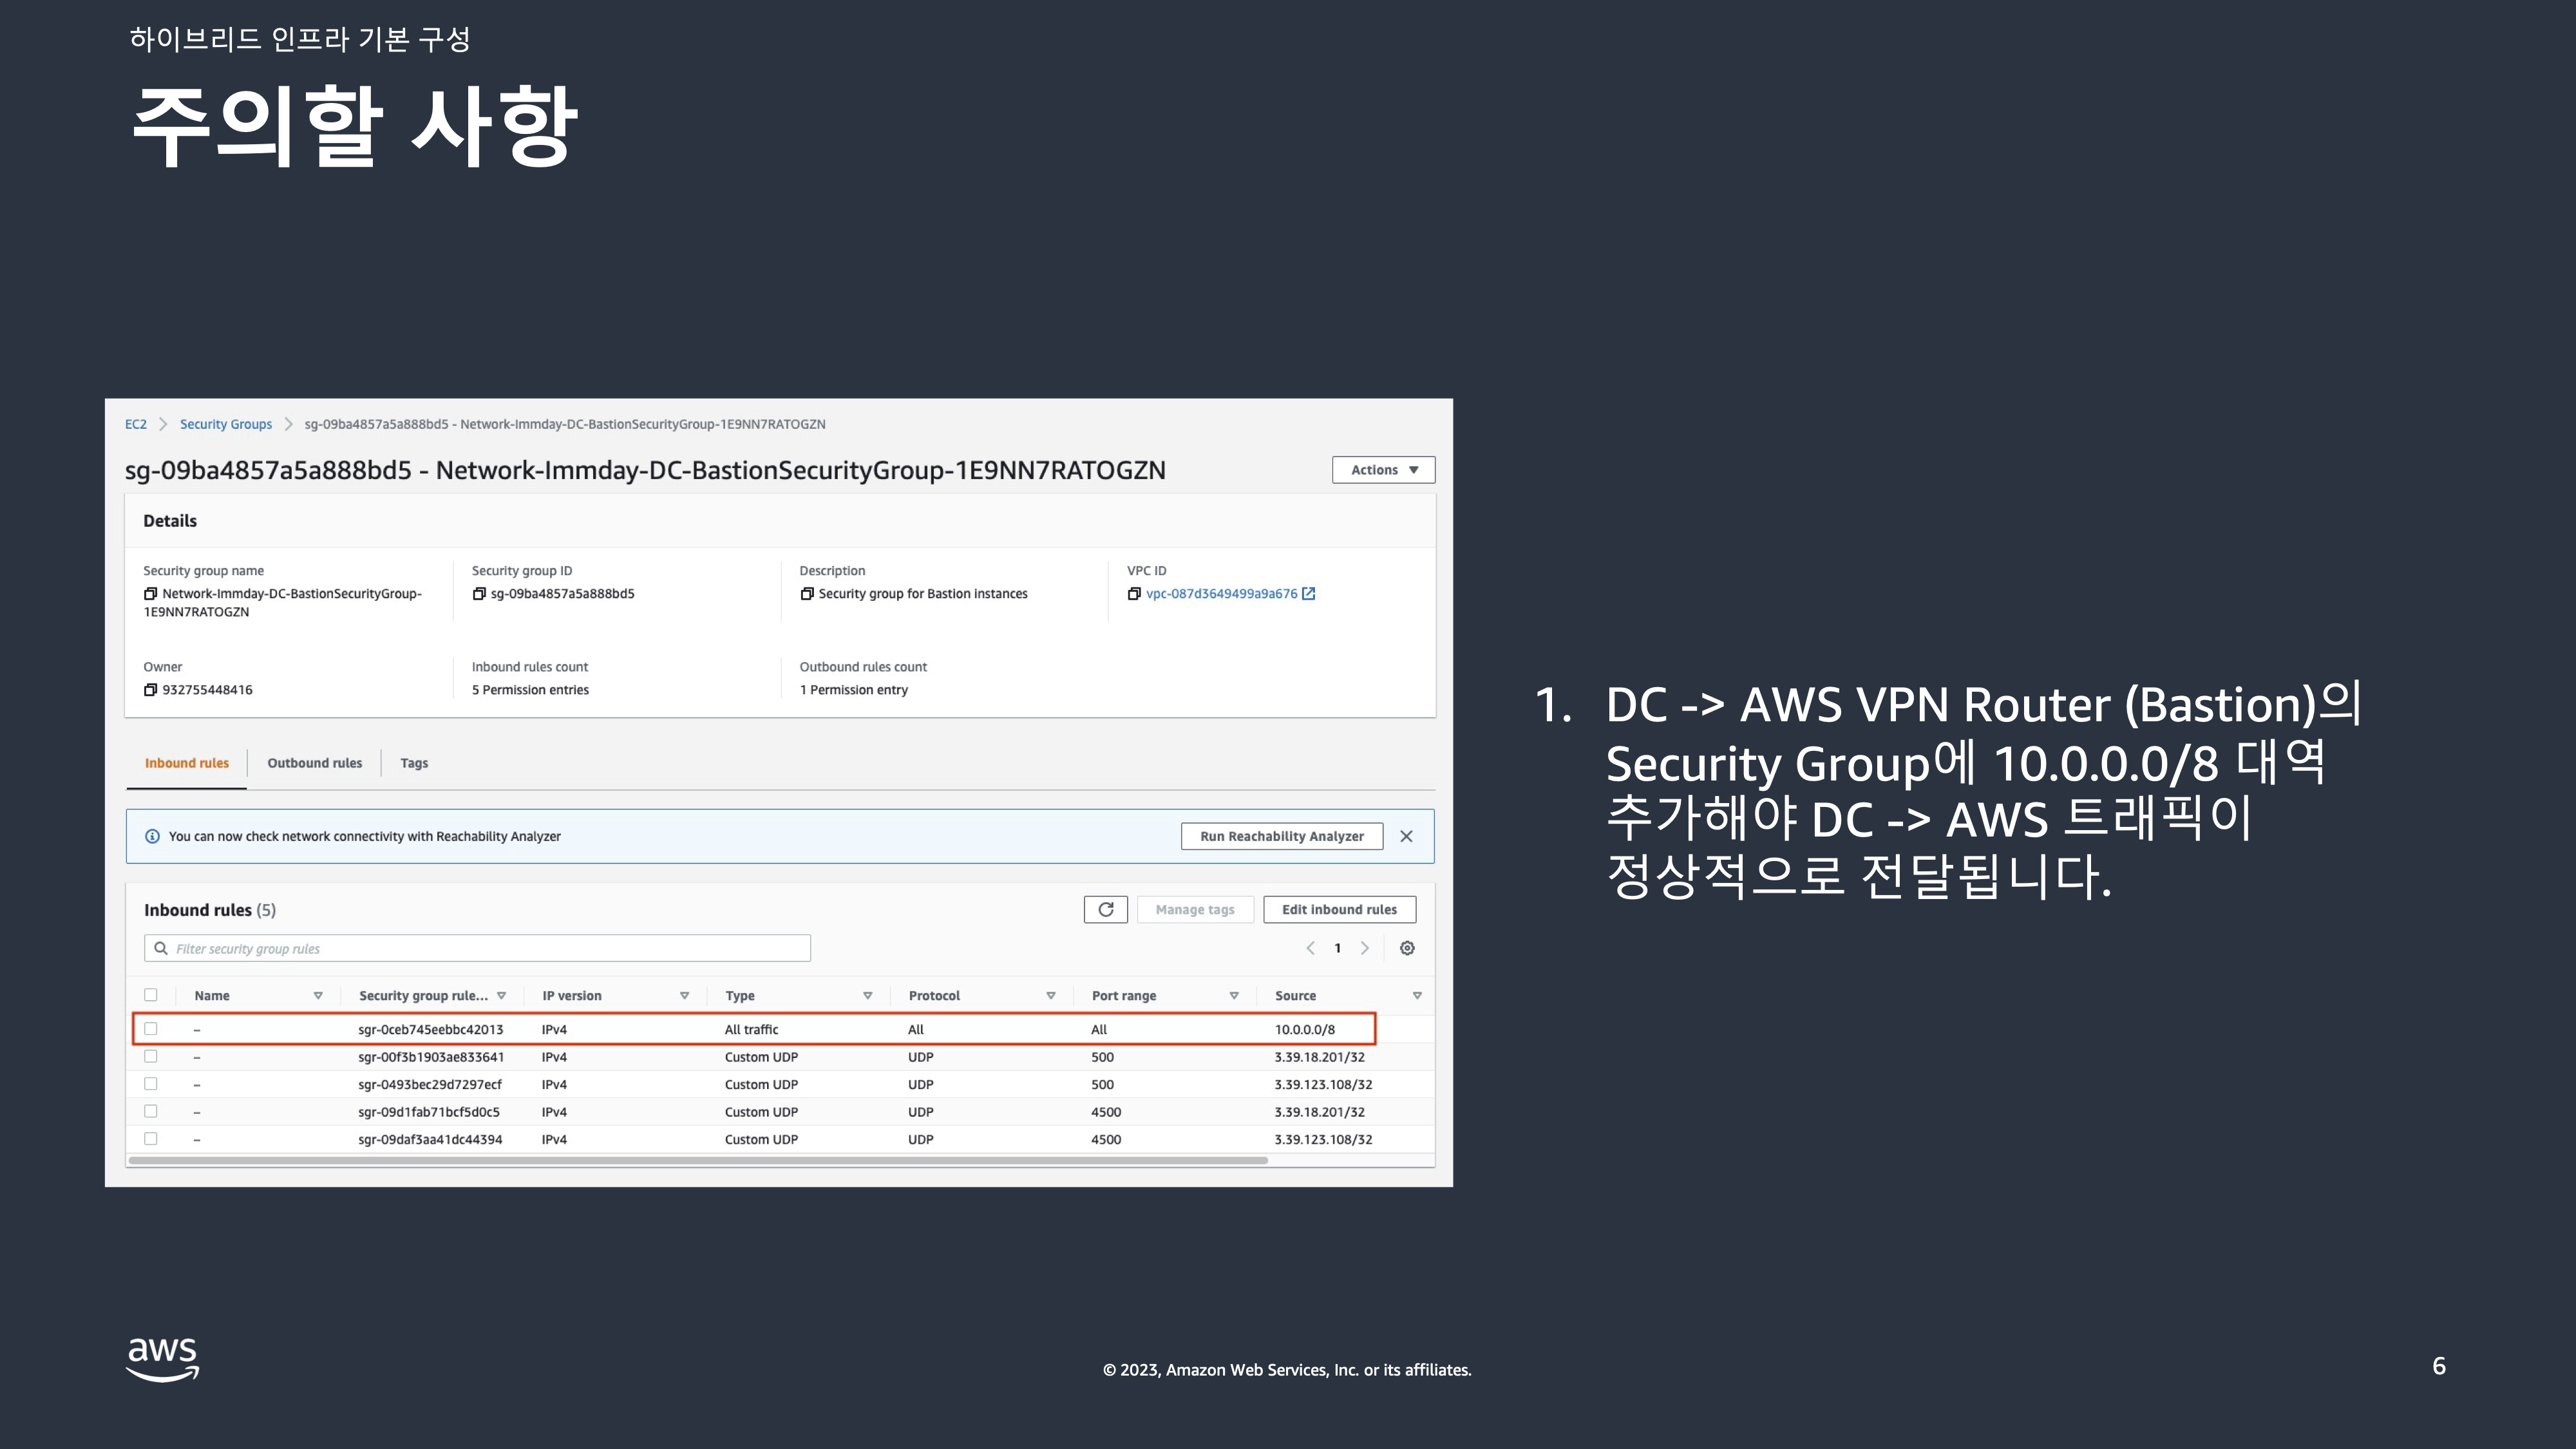 하이브리드 인프라 기본 구성
주의할 사항
EC2 > Security Groups > sg-09ba4857a5a888bd5 - Network-Immday-DC-BastionSecurityGroup-1E9NN7RATOGZN
sg-09ba4857a5a888bd5 - Network-Immday-DC-BastionSecurityGroup-1E9NN7RATOGZN
Actions
Details
Security group name Security group ID Description VPC ID
Network-Immday-DC-BastionSecurityGroup- sg-09ba4857a5a888bd5 Security group for Bastion instances vpc-087d3649499a9a676
1E9NN7RATOGZN
Owner Inbound rules count Outbound rules count
932755448416 5 Permission entries 1 Permission entry
Inbound rules Outbound rules Tags
You can now check network connectivity with Reachability Analyzer Run Reachability Analyzer
Inbound rules (5) Manage tags Edit inbound rules
Filter security group rules 1
Name Security group rule... IP version Type Protocol Port range Source
– sgr-0ceb745eebbc42013 IPv4 All traffic All All 10.0.0.0/8
– sgr-00f3b1903ae833641 IPv4 Custom UDP UDP 500 3.39.18.201/32
– sgr-0493bec29d7297ecf IPv4 Custom UDP UDP 500 3.39.123.108/32
– sgr-09d1fab71bcf5d0c5 IPv4 Custom UDP UDP 4500 3.39.18.201/32
– sgr-09daf3aa41dc44394 IPv4 Custom UDP UDP 4500 3.39.123.108/32
1. DC -> AWS VPN Router (Bastion)의
Security Group에 10.0.0.0/8 대역
추가해야 DC -> AWS 트래픽이
정상적으로 전달됩니다.
aws
© 2023, Amazon Web Services, Inc. or its affiliates.
6